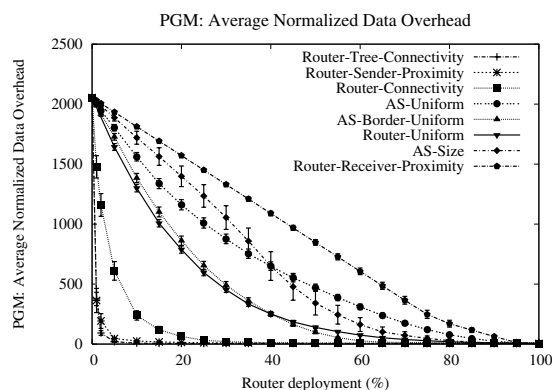 PGM: Average Normalized Data Overhead
PGM: Average Normalized Data Overhead
2500
2000
1500
1000
500
0
Router-Tree-Connectivity
Router-Sender-Proximity
Router-Connectivity
AS-Uniform
AS-Border-Uniform
Router-Uniform
AS-Size
Router-Receiver-Proximity
0
20
40
60
80
100
Router deployment (%)